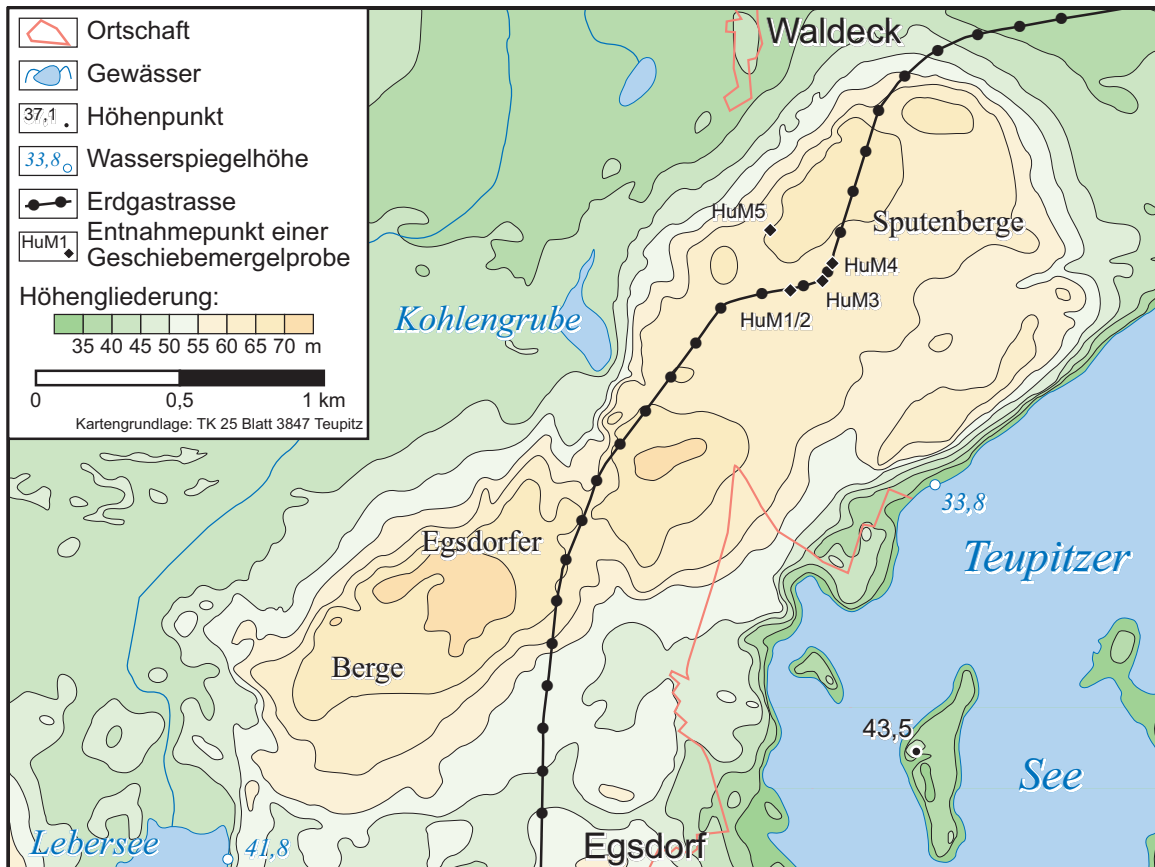 Ortschaft
Gewässer
37,1 Höhenpunkt
33,8 Wasserspiegelhöhe
Erdgastrasse
HuM1 Entnahmepunkt einer
Geschiebemergelprobe
Höhengliederung:
35 40 45 50 55 60 65 70 m
0 0,5 1 km
Kartengrundlage: TK 25 Blatt 3847 Teupitz
Waldeck
HuM5
Sputenberge
HuM4
HuM3
HuM1/2
Kohlengrube
33,8
Egsdorfer
Teupitzer
Berge
43,5
See
Lebersee
41,8
Egsdorf